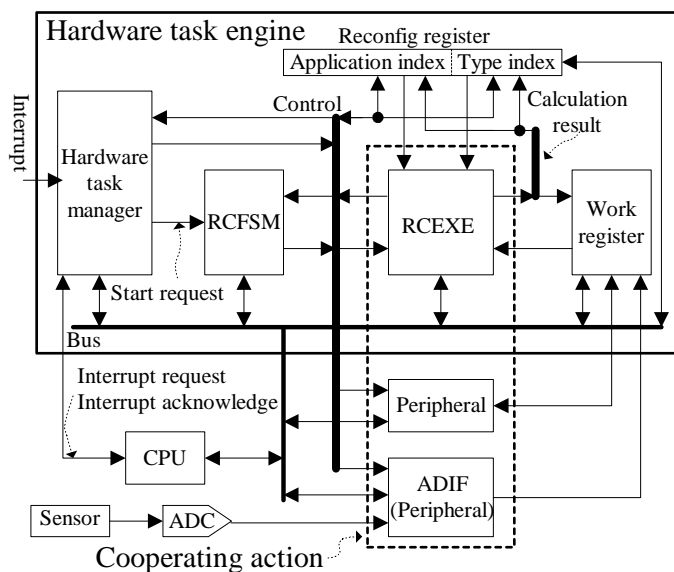 Hardware task engine
Reconfig register
Application index
Type index
Interrupt
Control
Calculation
result
Hardware
task
manager
RCFSM
RCEXE
Work
register
Start request
Bus
Interrupt request
Interrupt acknowledge
Peripheral
CPU
ADIF
(Peripheral)
Sensor
ADC
Cooperating action